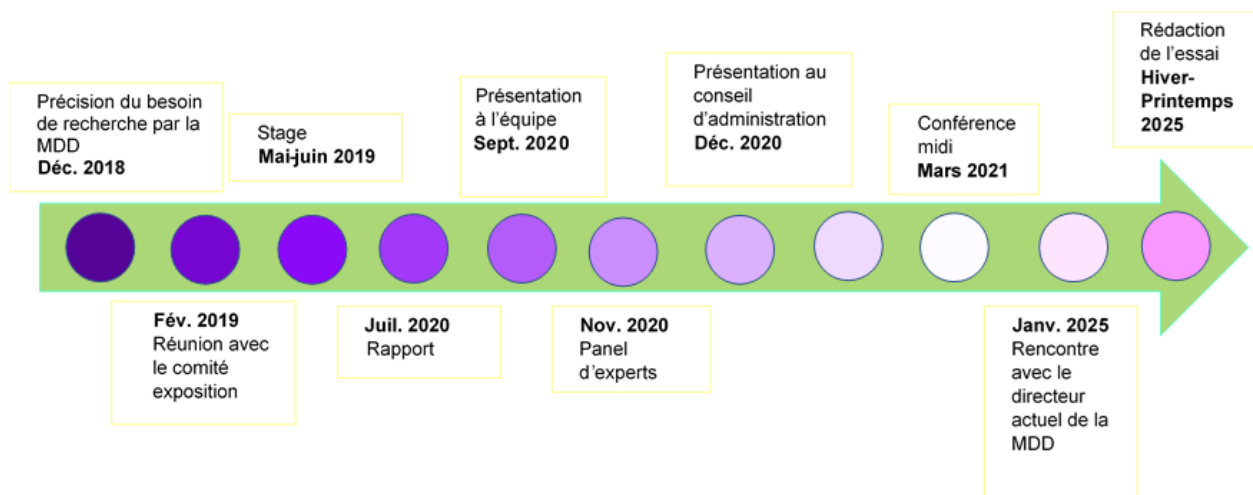 Précision du besoin
de recherche par la
MDD
Déc. 2018
Fév. 2019
Réunion avec
le comité
exposition
Stage
Mai-juin 2019
Juil. 2020
Rapport
Présentation
à l'équipe
Sept. 2020
Nov. 2020
Panel
d'experts
Présentation au
conseil
d'administration
Déc. 2020
Conférence
midi
Mars 2021
Janv. 2025
Rencontre
avec le
directeur
actuel de la
MDD
Rédaction
de l'essai
Hiver-
Printemps
2025